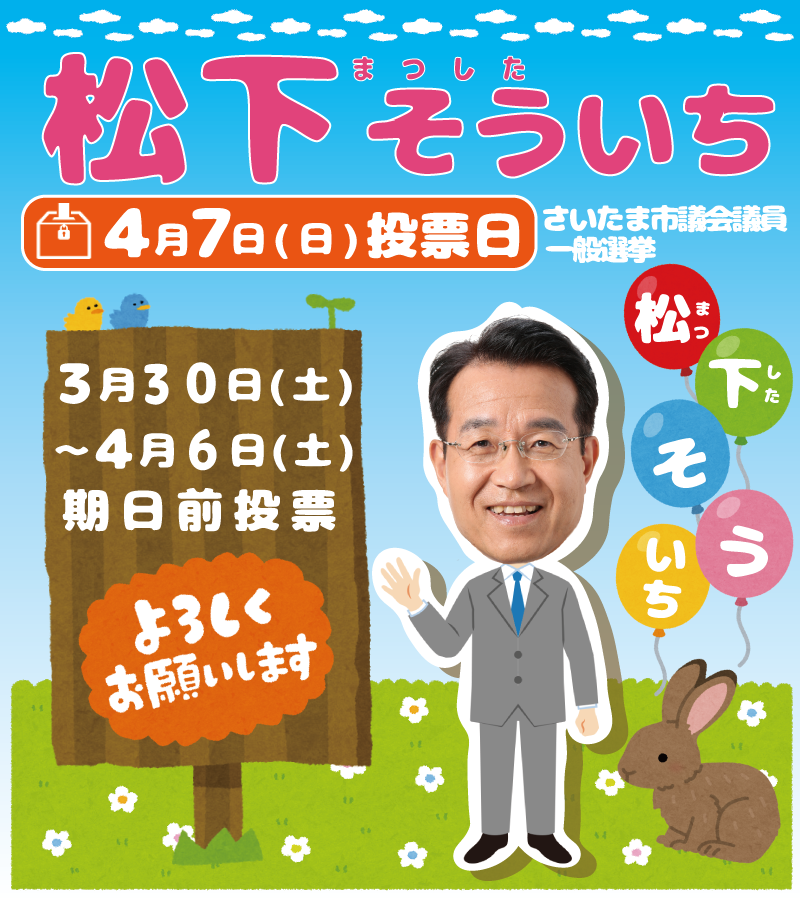 まつした
松下そういち
4月7日(日)投票日
さいたま市議会議員
一般選挙
3月30日(土)
～4月6日(土)
期日前投票
よろしく
お願いします
松
まつ
下
した
そ
う
いち